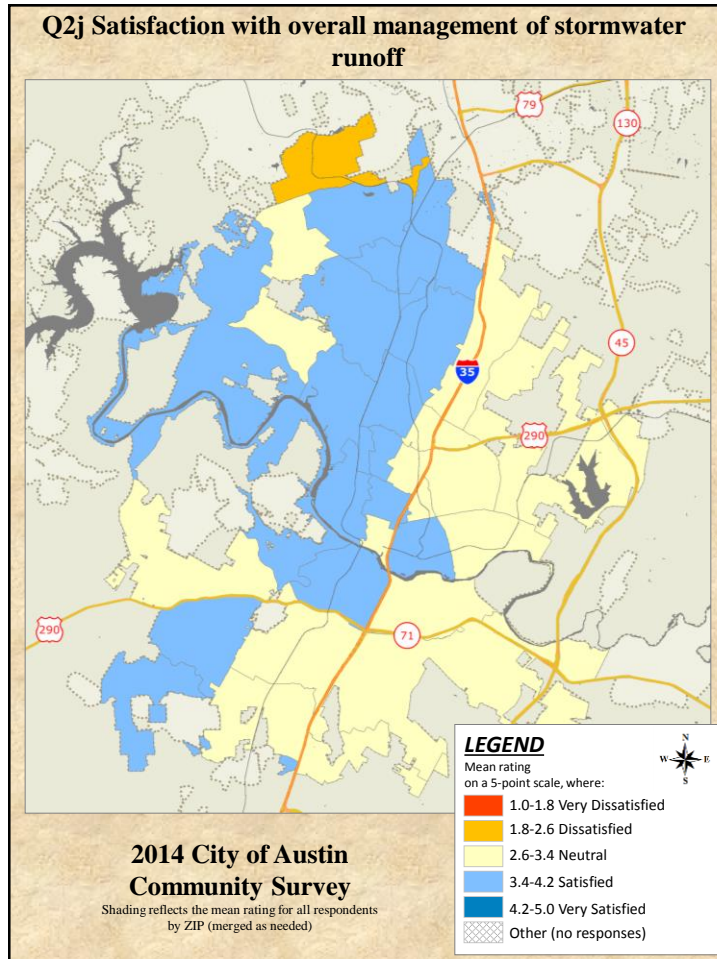 Q2j Satisfaction with overall management of stormwater
runoff
79
130
45
35
290
290
71
LEGEND
Mean rating
on a 5-point scale, where:
N
W
E
S
1.0-1.8 Very Dissatisfied
1.8-2.6 Dissatisfied
2.6-3.4 Neutral
3.4-4.2 Satisfied
4.2-5.0 Very Satisfied
Other (no responses)
2014 City of Austin
Community Survey
Shading reflects the mean rating for all respondents
by ZIP (merged as needed)